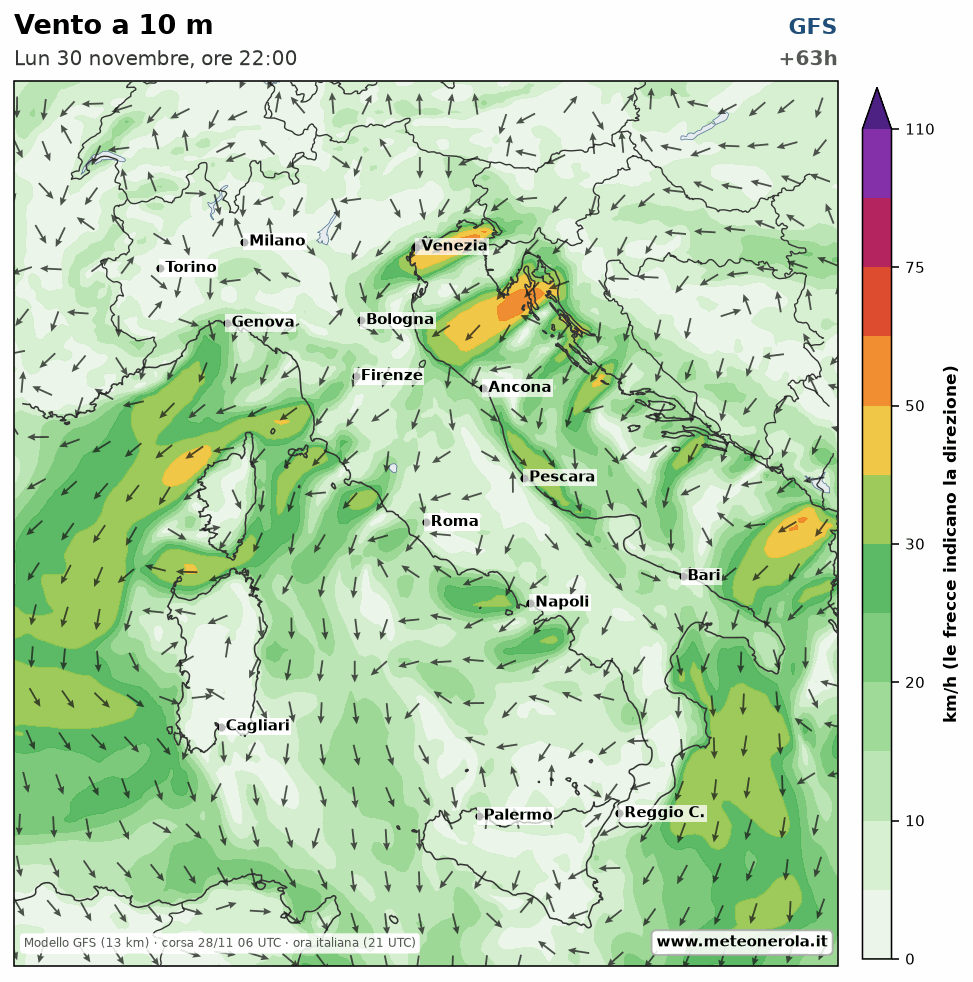 Vento a 10 m
GFS
Lun 30 novembre, ore 22:00
+63h
110
75
50
30
20
10
0
km/h (le frecce indicano la direzione)
Venezia
Milano
Torino
Genova
Bologna
Firenze
Ancona
Pescara
Roma
Bari
Napoli
Cagliari
Palermo
Reggio C.
Modello GFS (13 km) · corsa 28/11 06 UTC · ora italiana (21 UTC)
www.meteonerola.it